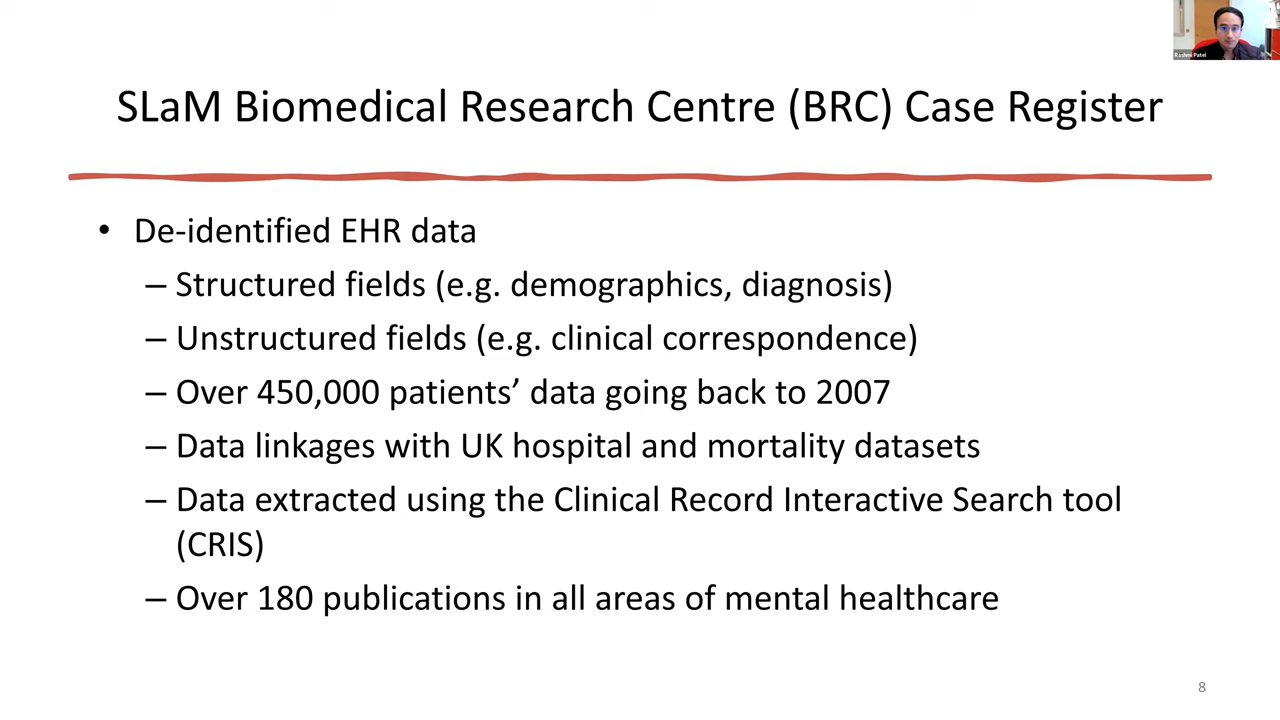 Rashmi Patel
SLaM Biomedical Research Centre (BRC) Case Register
• De-identified EHR data
– Structured fields (e.g. demographics, diagnosis)
– Unstructured fields (e.g. clinical correspondence)
– Over 450,000 patients’ data going back to 2007
– Data linkages with UK hospital and mortality datasets
– Data extracted using the Clinical Record Interactive Search tool
(CRIS)
– Over 180 publications in all areas of mental healthcare
8